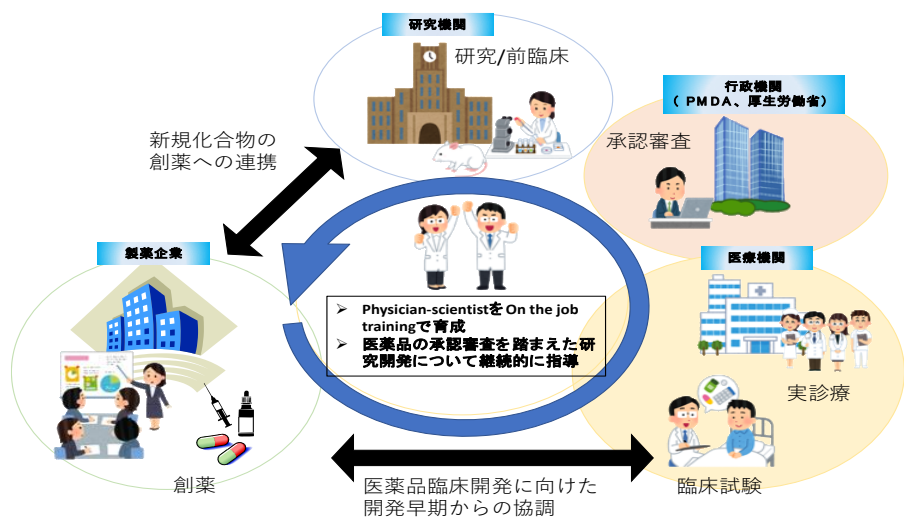 研究機関
研究/前臨床
行政機関
（ PMDA、厚生労働省）
承認審査
新規化合物の
創薬への連携
製薬企業
医療機関
➢ Physician-scientistを On the job
trainingで育成
➢ 医薬品の承認審査を踏まえた研
究開発について継続的に指導
実診療
創薬
医薬品臨床開発に向けた
開発早期からの協調
臨床試験